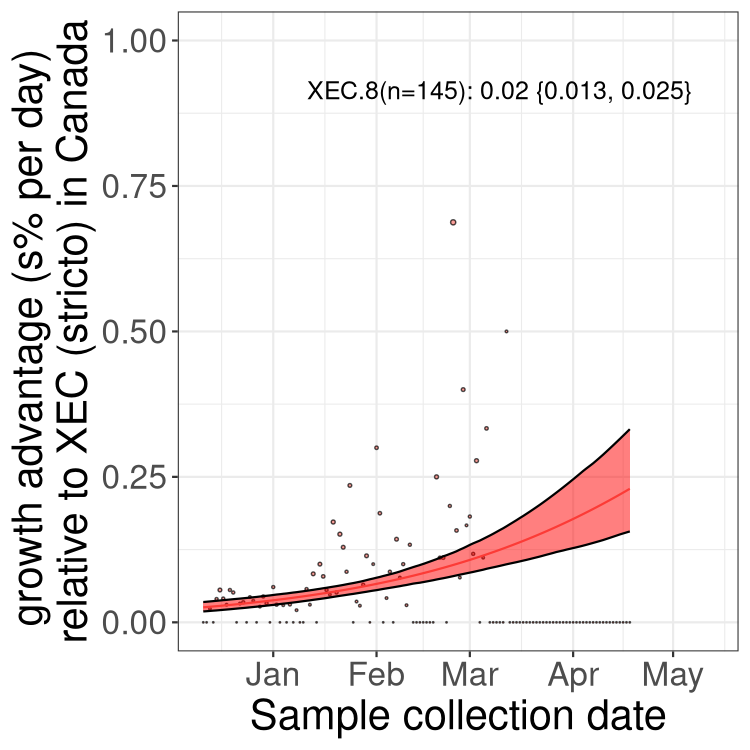 growth advantage (s% per day)
relative to XEC (stricto) in Canada
1.00
0.75
0.50
0.25
0.00
XEC.8(n=145): 0.02 {0.013, 0.025}
Jan Feb Mar Apr May
Sample collection date